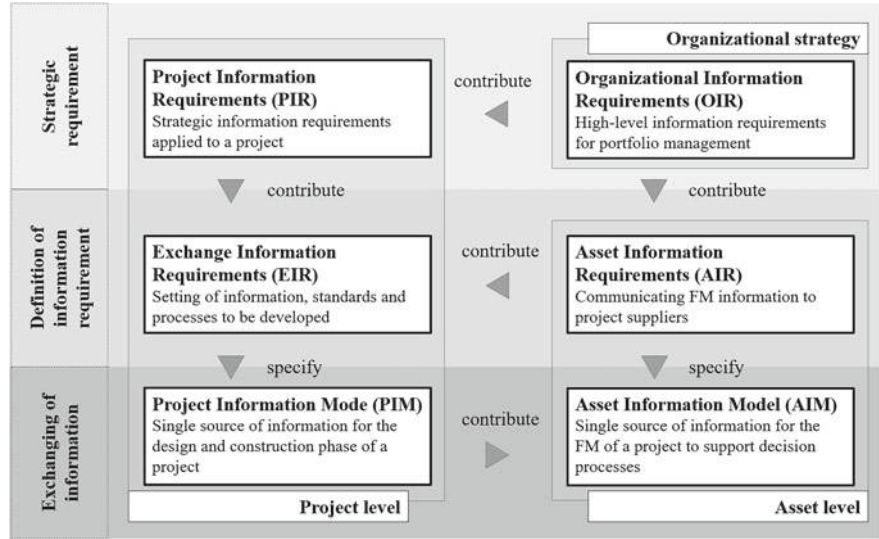 Strategic
requirement
Organizational strategy
Project Information
Requirements (PIR)
Strategic information requirements
applied to a project
contribute
Organizational Information
Requirements (OIR)
High-level information requirements
for portfolio management
contribute
contribute
Definition of
information
requirement
Exchange Information
Requirements (EIR)
Setting of information, standards and
processes to be developed
contribute
Asset Information
Requirements (AIR)
Communicating FM information to
project suppliers
specify
specify
Exchanging of
information
Project Information Mode (PIM)
Single source of information for the
design and construction phase of a
project
contribute
Asset Information Model (AIM)
Single source of information for the
FM of a project to support decision
processes
Project level
Asset level